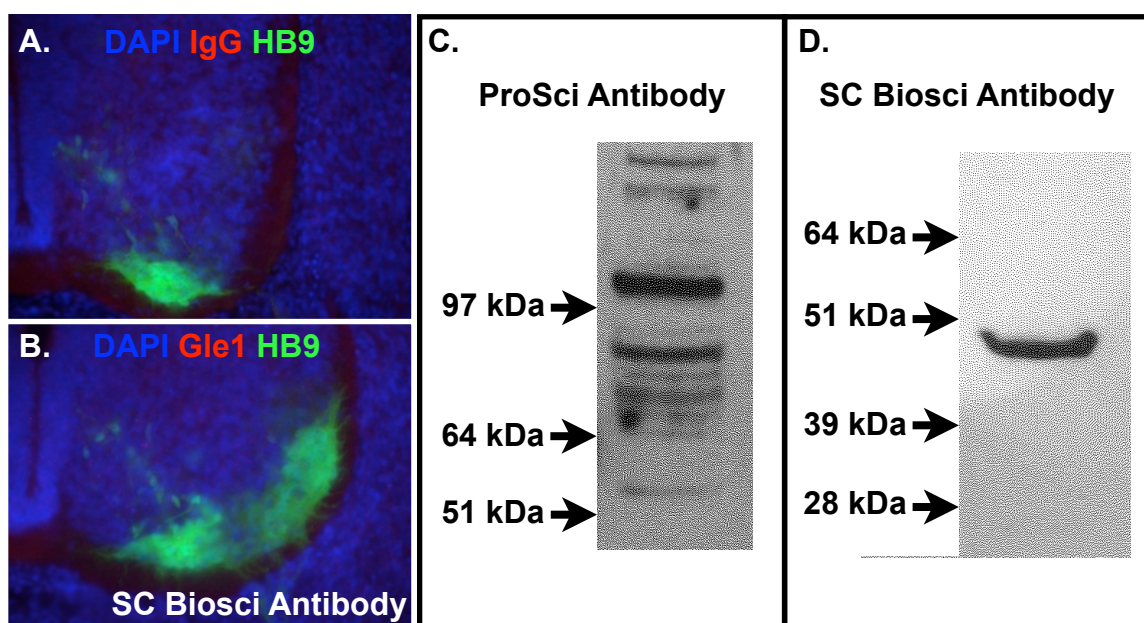 A. DAPI IgG HB9
B. DAPI Gle1 HB9
SC Biosci Antibody
C.
ProSci Antibody
97 kDa
64 kDa
51 kDa
D.
SC Biosci Antibody
64 kDa
51 kDa
39 kDa
28 kDa